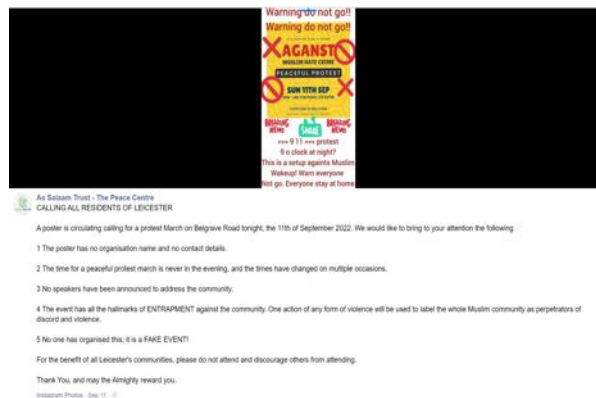 Warning do not go!!
Warning do not go!!
AGANST
MUSLIM HATE CRIME
PEACEFUL PROTEST
SUN 11TH SEP
BREAKING BREAKING
NEWS SHARE NEWS
9 11 protest
9 o clock at night?
This is a setup againts Muslim
Wakeup! Warn everyone
Not go. Everyone stay at home
As Salaam Trust - The Peace Centre
CALLING ALL RESIDENTS OF LEICESTER
A poster is circulating calling for a protest March on Belgrave Road tonight, the 11th of September 2022. We would like to bring to your attention the following
1 The poster has no organisation name and no contact details.
2 The time for a peaceful protest march is never in the evening, and the times have changed on multiple occasions.
3 No speakers have been announced to address the community.
4 The event has all the hallmarks of ENTRAPMENT against the community. One action of any form of violence will be used to label the whole Muslim community as perpetrators of
discord and violence.
5 No one has organised this; it is a FAKE EVENT!
For the benefit of all Leicester's communities, please do not attend and discourage others from attending.
Thank You, and may the Almighty reward you.
Instagram Photos · Sep 11 ·